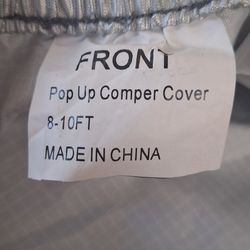 FRONT
Pop Up Comper Cover
8-10FT
MADE IN CHINA